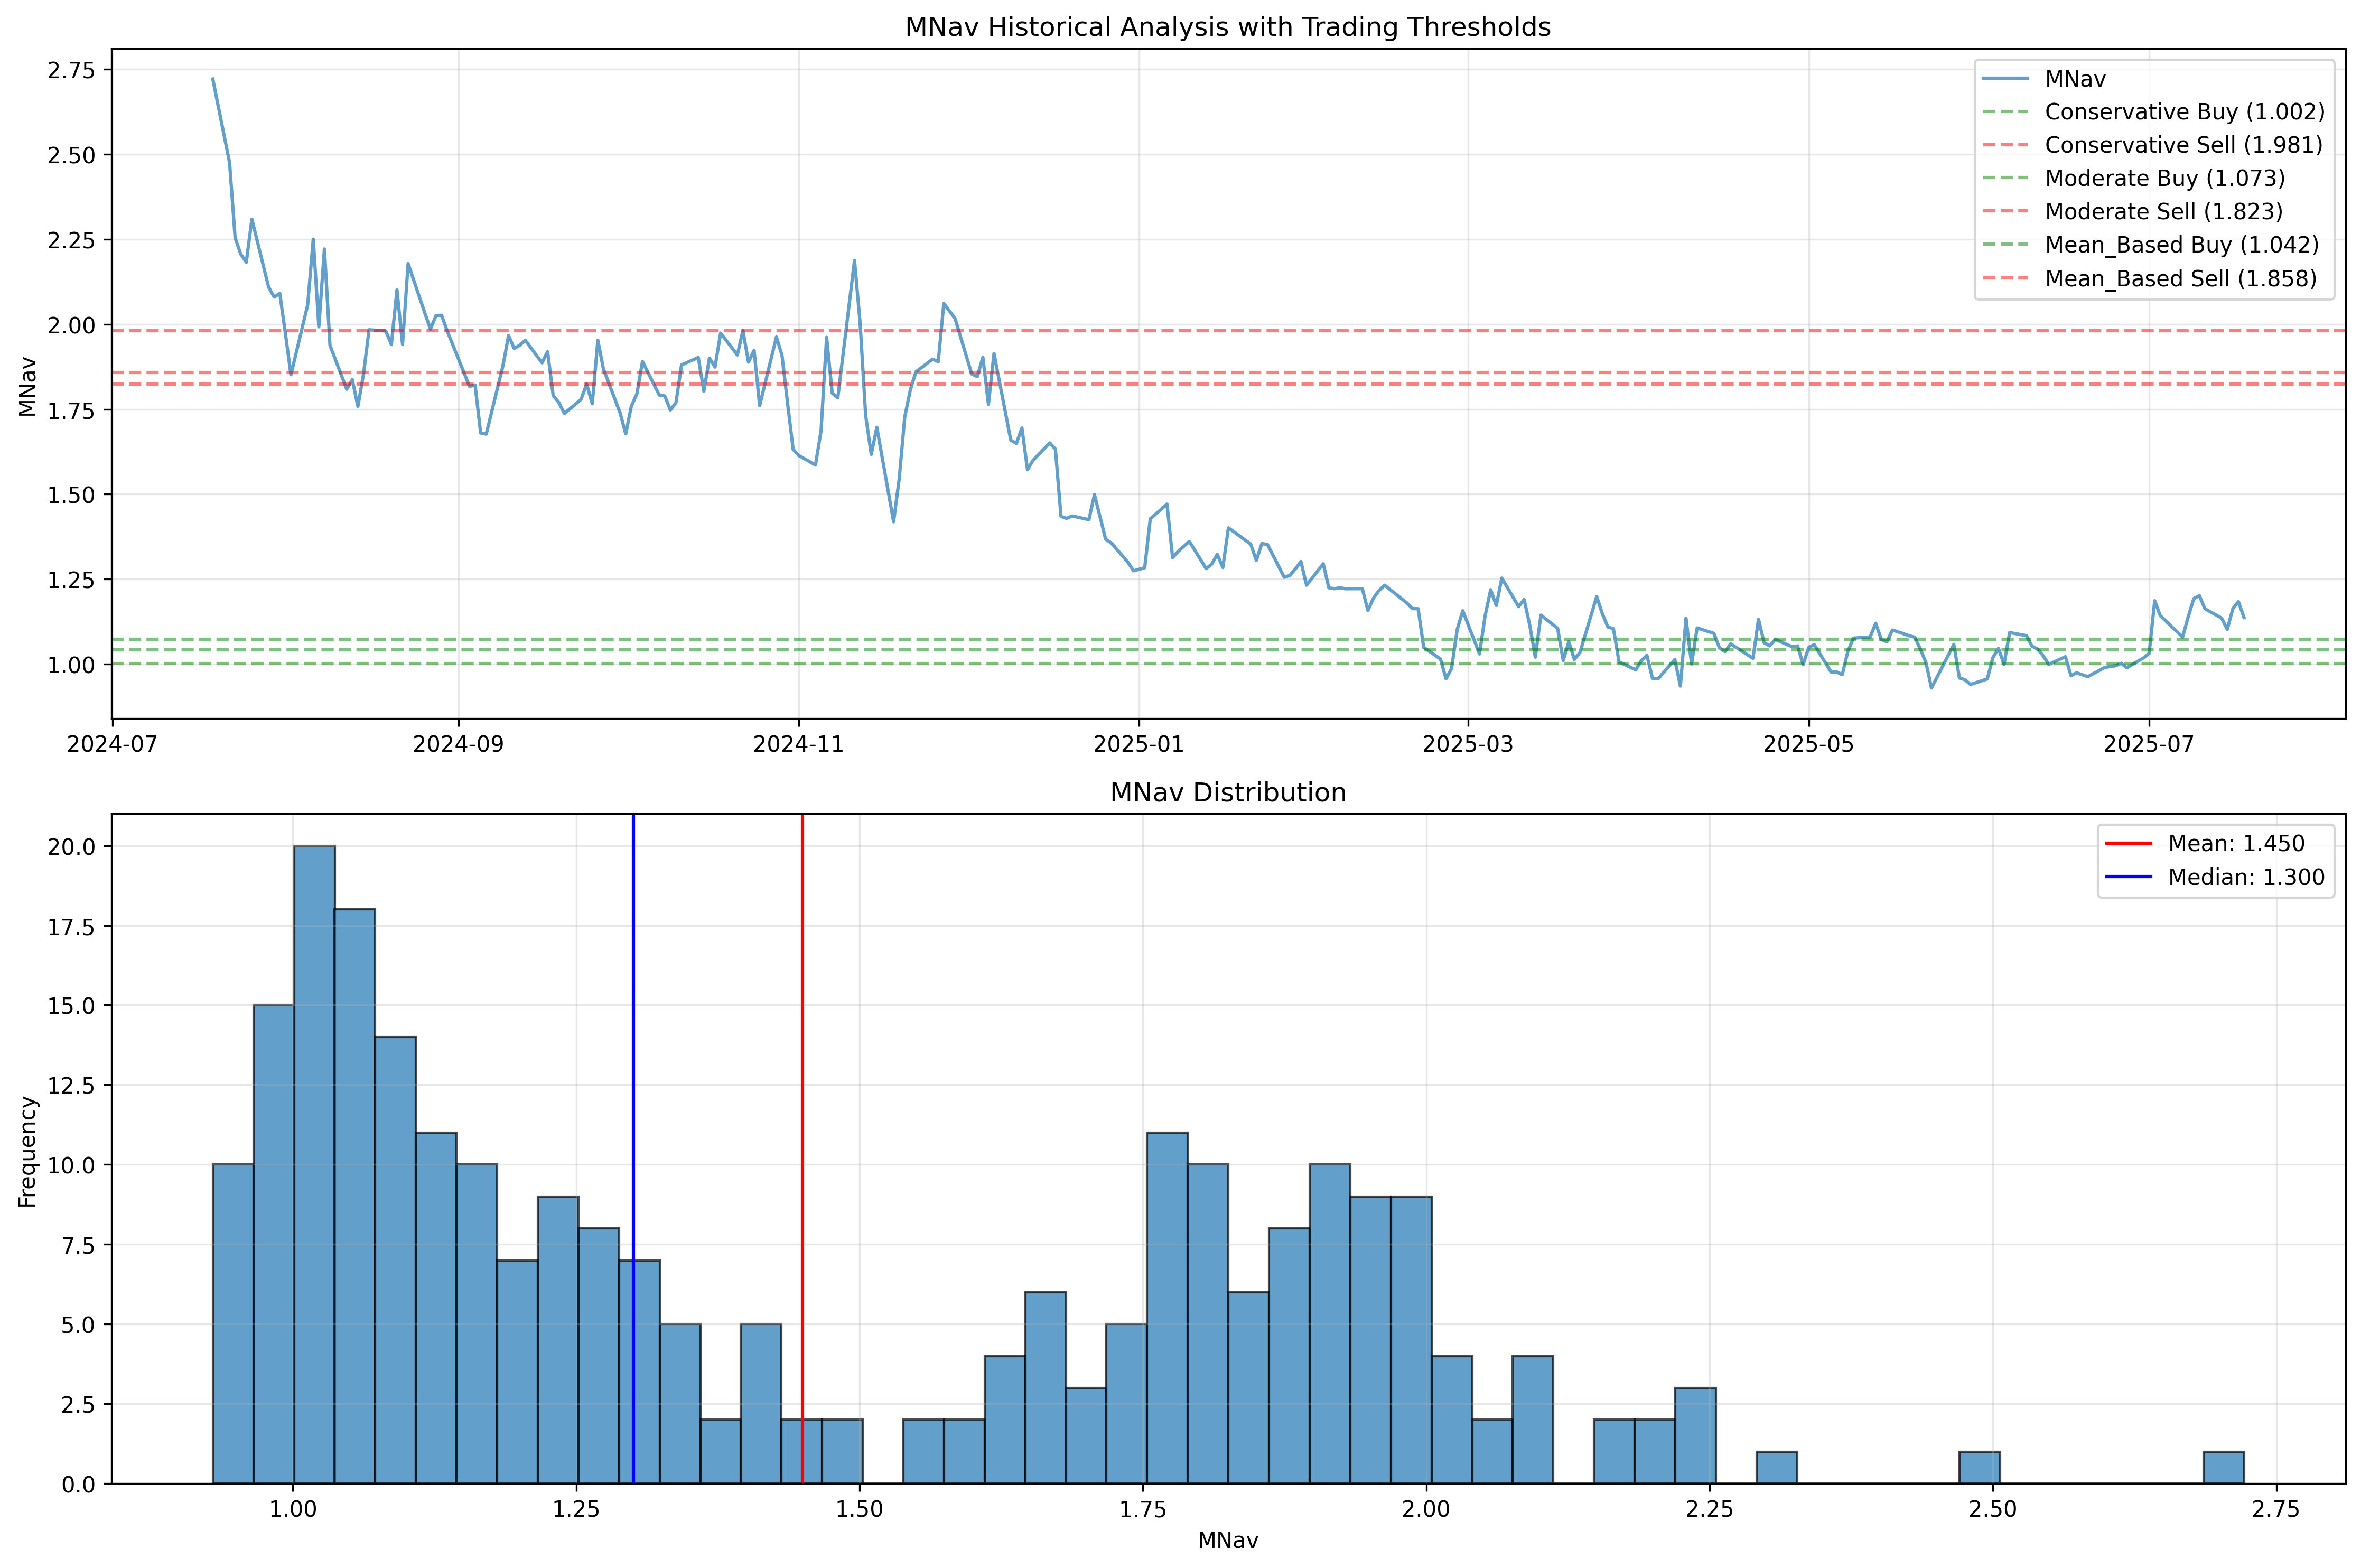 MNav Historical Analysis with Trading Thresholds
MNav
2.75
2.50
2.25
2.00
1.75
1.50
1.25
1.00
MNav
Conservative Buy (1.002)
Conservative Sell (1.981)
Moderate Buy (1.073)
Moderate Sell (1.823)
Mean_Based Buy (1.042)
Mean_Based Sell (1.858)
2024-07 2024-09 2024-11 2025-01 2025-03 2025-05 2025-07
MNav Distribution
Frequency
20.0
17.5
15.0
12.5
10.0
7.5
5.0
2.5
0.0
Mean: 1.450
Median: 1.300
1.00 1.25 1.50 1.75 2.00 2.25 2.50 2.75
MNav